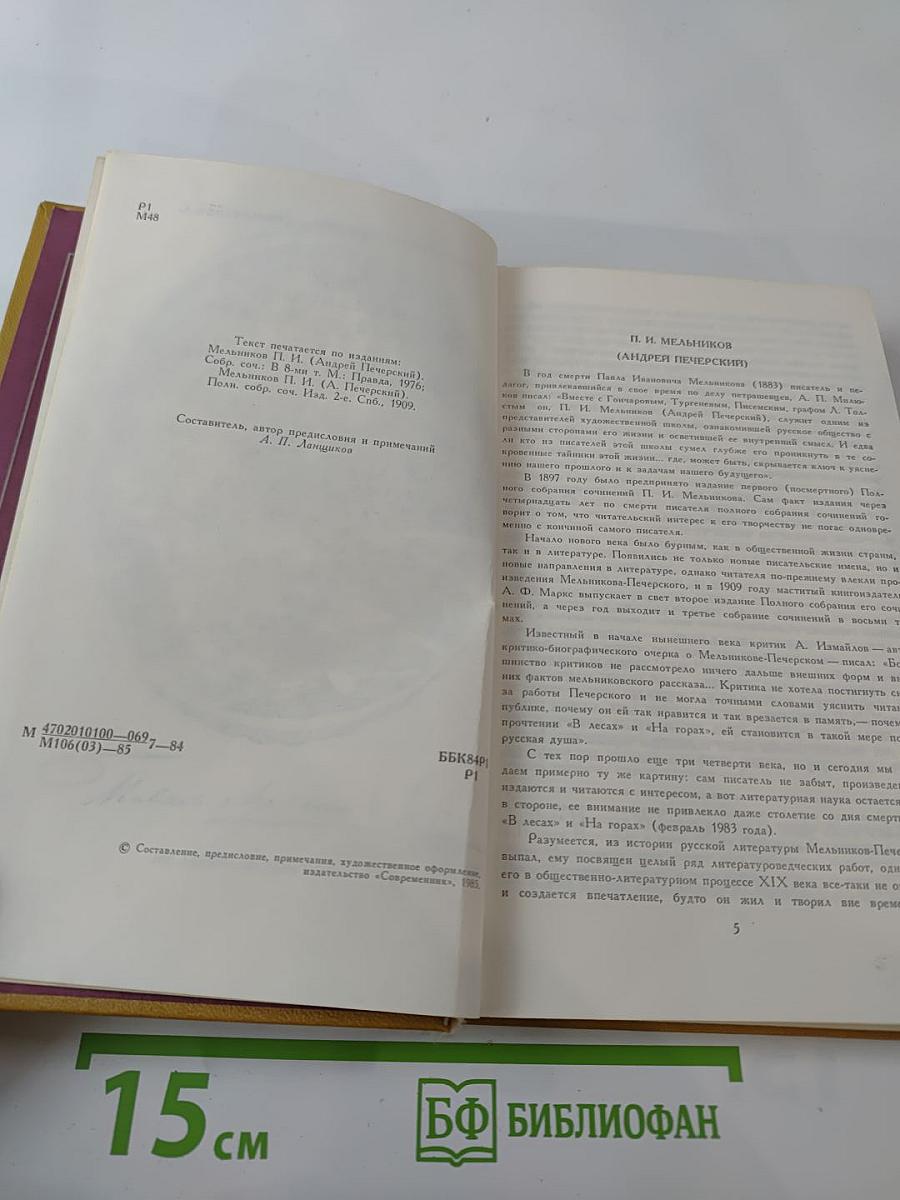 Р1
М48
Текст печатается по изданиям:
Мельников П. И. (Андрей Печерский).
Собр. соч.: В 8-ми т. М.: Правда, 1976;
Мельников П. И. (А. Печерский).
Полн. собр. соч. Изд. 2-е. Спб., 1909.
Составитель, автор предисловия и примечаний
А. П. Ланщиков
М 4702010100—069 7—84
М106(03)—85
ББК84Р1
Р1
© Составление, предисловие, примечания, художественное оформление,
издательство «Современник», 1985.
П. И. МЕЛЬНИКОВ
(АНДРЕЙ ПЕЧЕРСКИЙ)
В год смерти Павла Ивановича Мельникова (1883) писатель и пе-
дагог, привлекавшийся в свое время по делу петрашевцев, А. П. Милю-
ков писал: «Вместе с Гончаровым, Тургеневым, Писемским, графом Л. Тол-
стым он, П. И. Мельников (Андрей Печерский), служит одним из
представителей художественной школы, ознакомившей русское общество с
разными сторонами его жизни и осветившей ее внутренний смысл. И едва
ли кто из писателей этой школы сумел глубже его проникнуть в те со-
кровенные тайники этой жизни... где, может быть, скрывается ключ к уясне-
нию нашего прошлого и к задачам нашего будущего».
В 1897 году было предпринято издание первого (посмертного) Пол-
ного собрания сочинений П. И. Мельникова. Сам факт издания через
четырнадцать лет по смерти писателя полного собрания сочинений го-
ворит о том, что читательский интерес к его творчеству не погас одновре-
менно с кончиной самого писателя.
Начало нового века было бурным, как в общественной жизни страны,
так и в литературе. Появились не только новые писательские имена, но и
новые направления в литературе, однако читателя по-прежнему влекли про-
изведения Мельникова-Печерского, и в 1909 году маститый книгоиздатель
А. Ф. Маркс выпускает в свет второе издание Полного собрания его сочи-
нений, а через год выходит и третье собрание сочинений в восьми т
мах.
Известный в начале нынешнего века критик А. Измайлов — авт
критико-биографического очерка о Мельникове-Печерском — писал: «Бо
шинство критиков не рассмотрело ничего дальше внешних форм и вн
них фактов мельниковского рассказа... Критика не хотела постигнуть см
за работы Печерского и не могла точными словами уяснить чита
публике, почему он ей так нравится и так врезается в память,— почем
прочтении «В лесах» и «На горах», ей становится в такой мере по
русская душа».
С тех пор прошло еще три четверти века, но и сегодня мы
даем примерно ту же картину: сам писатель не забыт, произведе
издаются и читаются с интересом, а вот литературная наука остается
в стороне, ее внимание не привлекло даже столетие со дня смерт
«В лесах» и «На горах» (февраль 1983 года).
Разумеется, из истории русской литературы Мельников-Пече
выпал, ему посвящен целый ряд литературоведческих работ, одн
его в общественно-литературном процессе XIX века все-таки не о
и создается впечатление, будто он жил и творил вне време
5
15 см
БФ БИБЛИОФАН